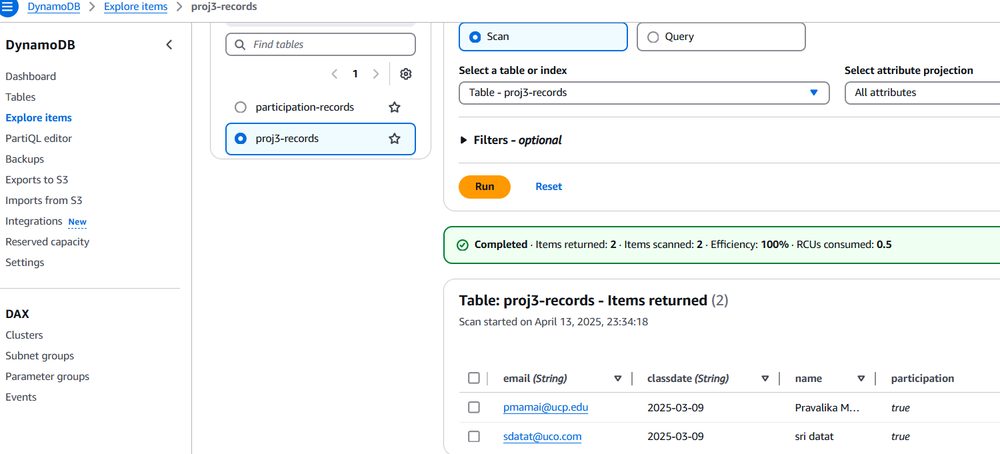 DynamoDB > Explore items > proj3-records
DynamoDB
Dashboard
Tables
Explore items
PartiQL editor
Backups
Exports to S3
Imports from S3
Integrations New
Reserved capacity
Settings
DAX
Clusters
Subnet groups
Parameter groups
Events
Find tables
1
participation-records
proj3-records
Scan
Query
Select a table or index
Select attribute projection
Table - proj3-records
All attributes
Filters - optional
Run Reset
Completed · Items returned: 2 · Items scanned: 2 · Efficiency: 100% · RCUs consumed: 0.5
Table: proj3-records - Items returned (2)
Scan started on April 13, 2025, 23:34:18
email (String) classdate (String) name participation
pmamai@ucp.edu 2025-03-09 Pravalika M... true
sdatat@uco.com 2025-03-09 sri datat true